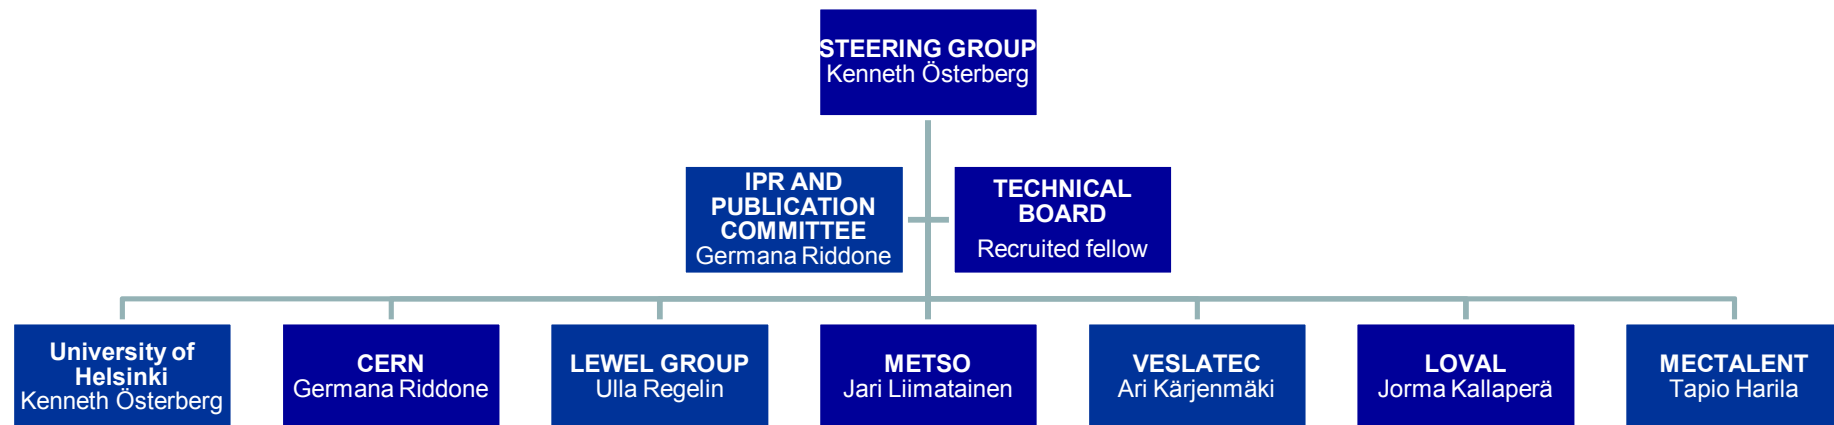 STEERING GROUP
Kenneth Österberg
IPR AND
PUBLICATION
COMMITTEE
Germana Riddone
TECHNICAL
BOARD
Recruited fellow
University of
Helsinki
Kenneth Österberg
CERN
Germana Riddone
LEWEL GROUP
Ulla Regelin
METSO
Jari Liimatainen
VESLATEC
Ari Kärjenmäki
LOVAL
Jorma Kallaperä
MECTALENT
Tapio Harila